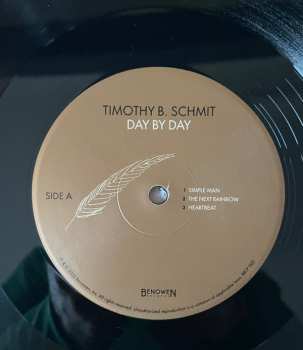 TIMOTHY B. SCHMIT
DAY BY DAY
SIDE A
1 SIMPLE MAN
2 THE NEXT RAINBOW
3 HEARTBEAT
BENOWEN